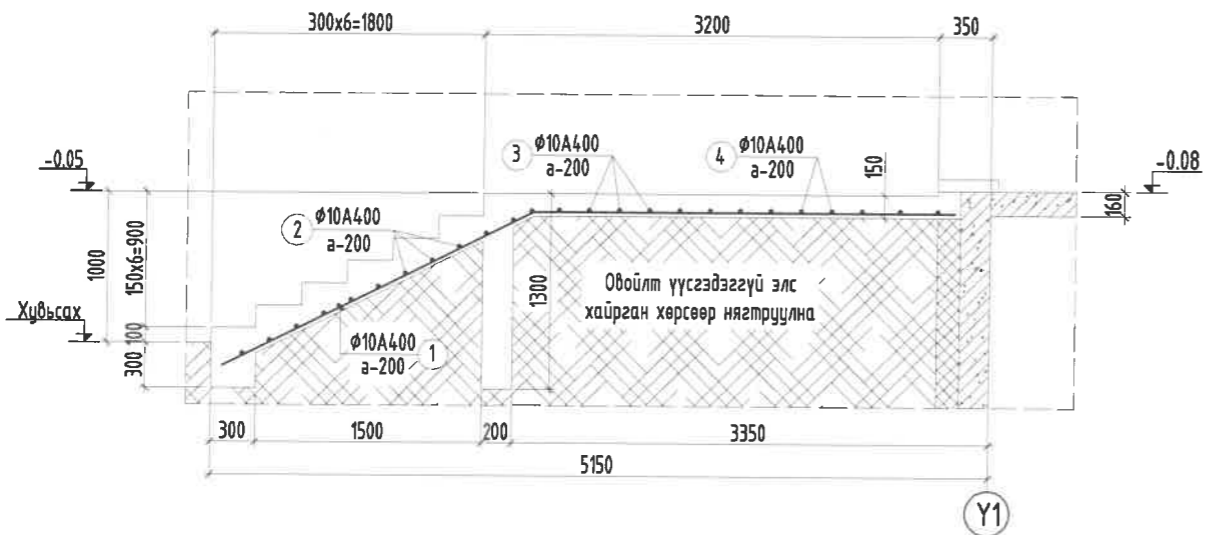 300x6=1800
3200
350
-0.05
3
ϕ10A400
a-200
4
ϕ10A400
a-200
150
-0.08
160
2
ϕ10A400
a-200
1000
150x6=900
1300
Овойлт үүсгэдэггүй элс
хайрган хөрсөөр нягтруулна
Хувьсах
100
300
ϕ10A400
a-200
1
300
1500
200
3350
5150
Y1